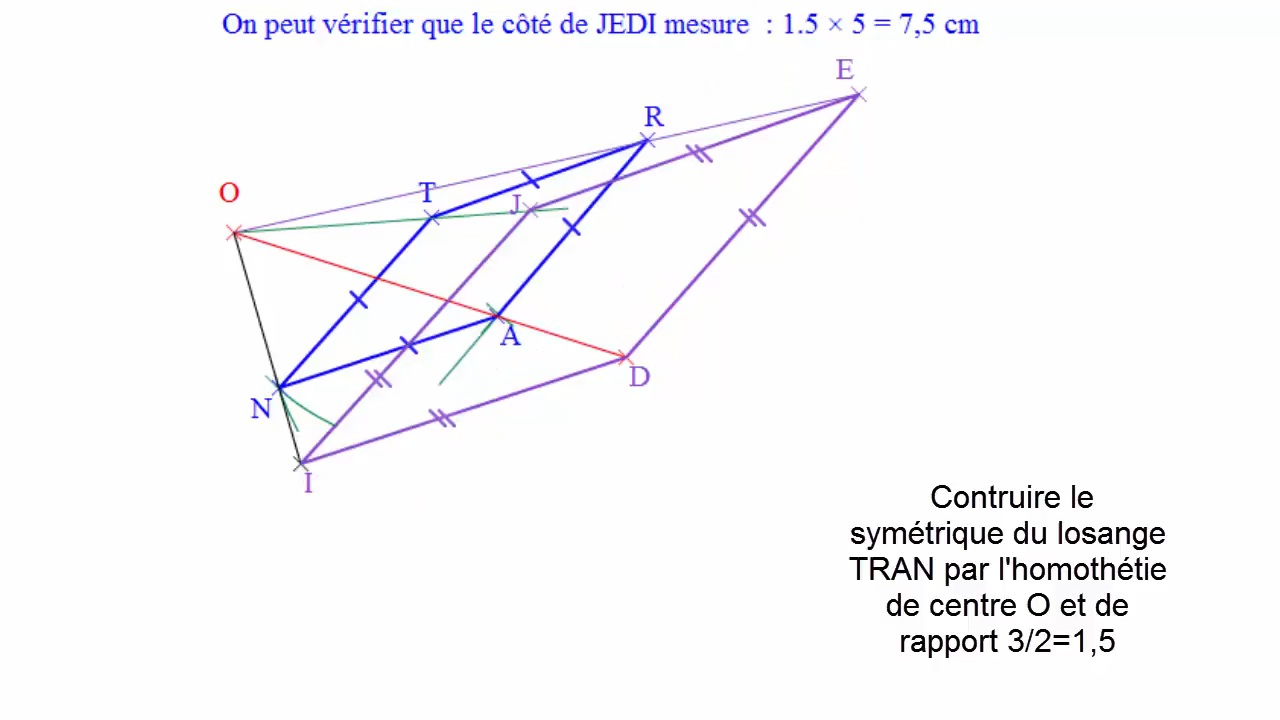 On peut vérifier que le côté de JEDI mesure : 1.5 × 5 = 7,5 cm
E
R
O
T
J
A
D
N
I
Contruire le
symétrique du losange
TRAN par l'homothétie
de centre O et de
rapport 3/2=1,5